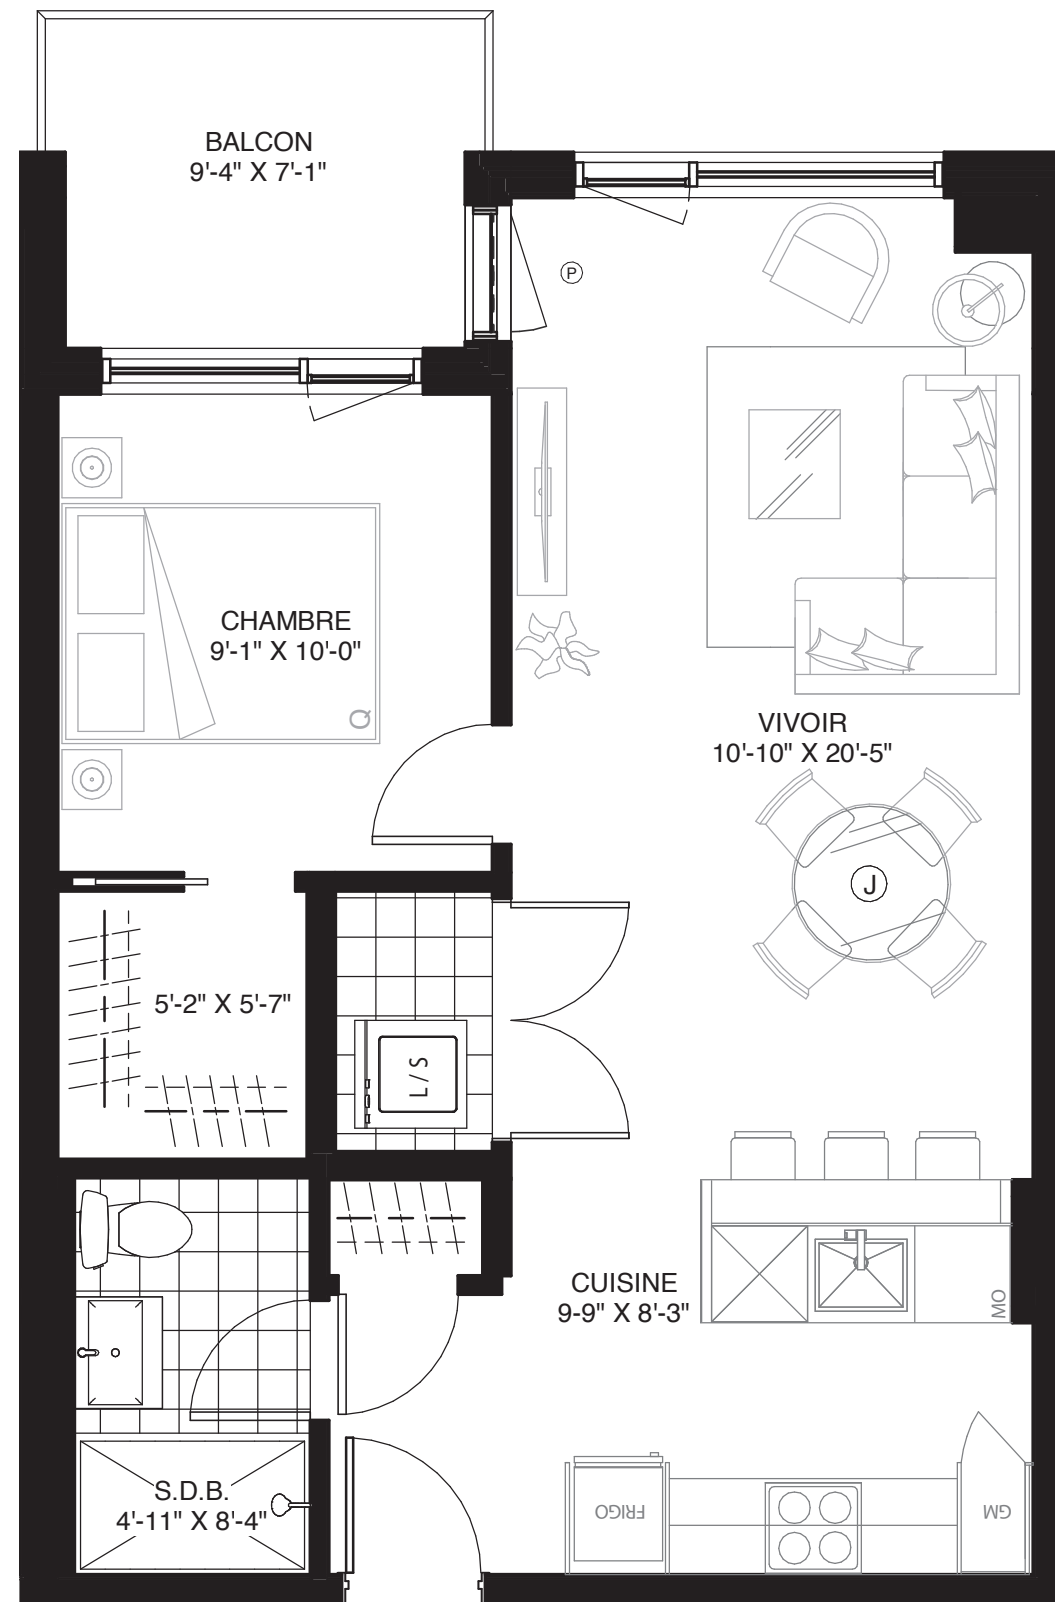 BALCON
9'-4" X 7'-1"
P
CHAMBRE
9'-1" X 10'-0"
Q
VIVOIR
10'-10" X 20'-5"
J
5'-2" X 5'-7"
L/S
CUISINE
9-9" X 8'-3"
MO
S.D.B.
4'-11" X 8'-4"
FRIGO
GM